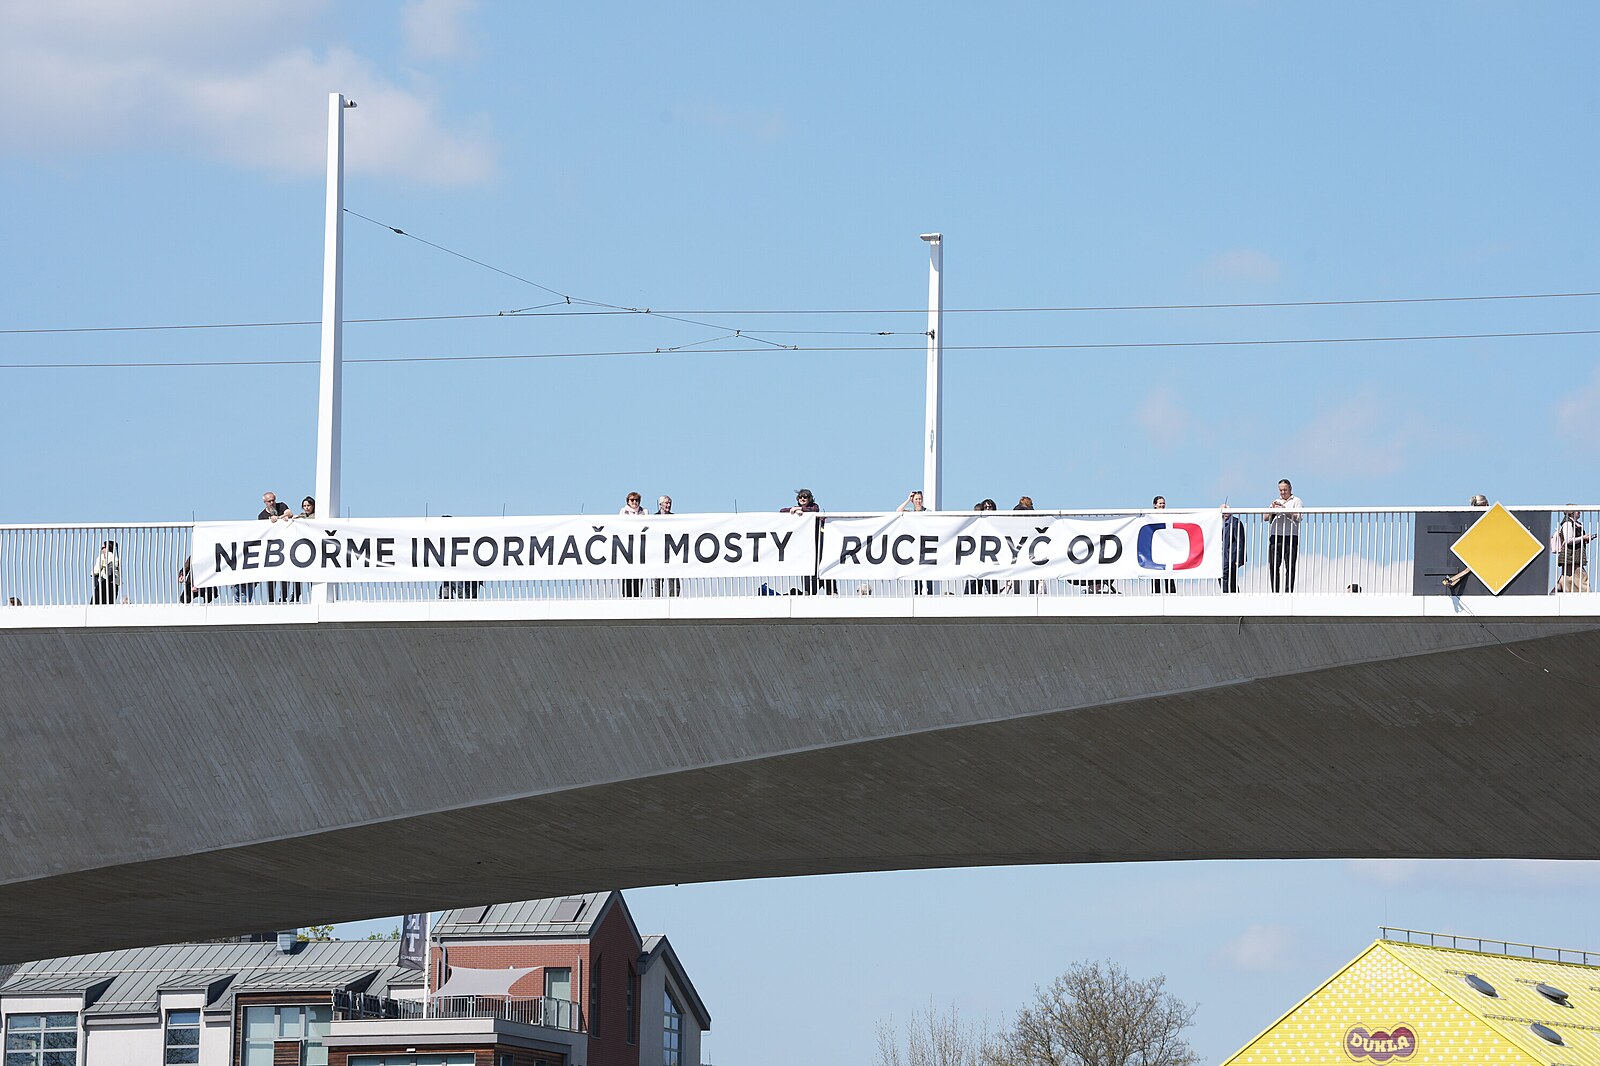 NEBOŘME INFORMAČNÍ MOSTY
RUCE PRYČ OD
DUKLA